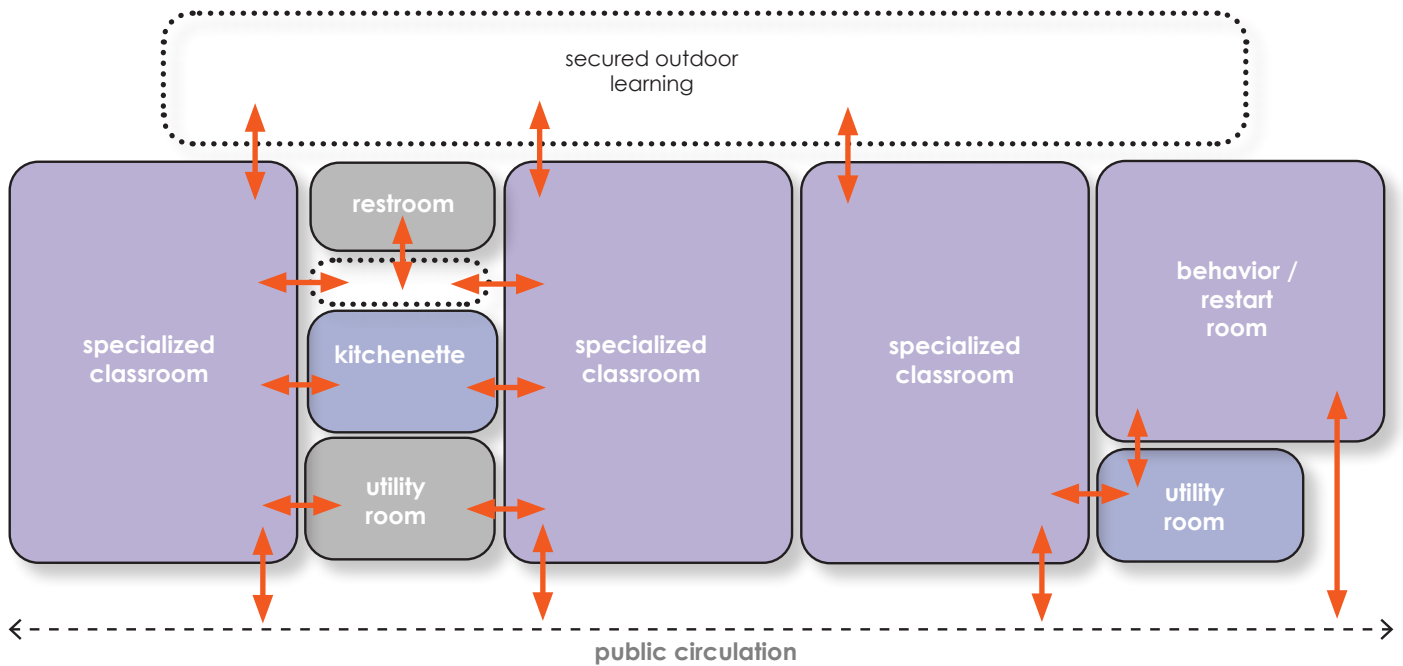 secured outdoor
learning
restroom
behavior /
restart
room
specialized
classroom
kitchenette
specialized
classroom
specialized
classroom
utility
room
utility
room
public circulation